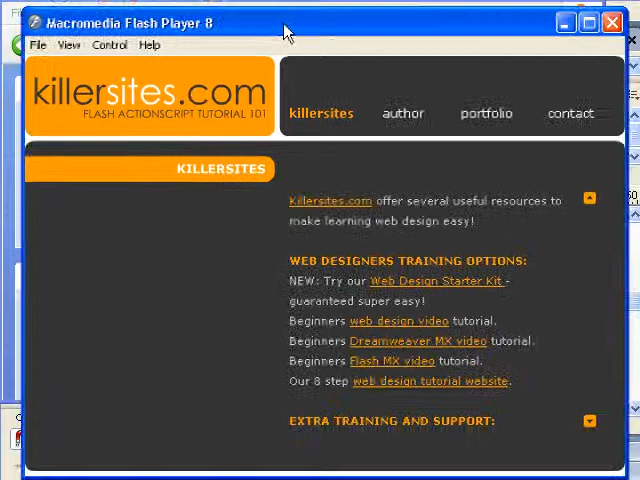 Macromedia Flash Player 8
File View Control Help
killersites.com
FLASH ACTIONSCRIPT TUTORIAL 101
killersites author portfolio contact
KILLERSITES
Killersites.com offer several useful resources to
make learning web design easy!
WEB DESIGNERS TRAINING OPTIONS:
NEW: Try our Web Design Starter Kit -
guaranteed super easy!
Beginners web design video tutorial.
Beginners Dreamweaver MX video tutorial.
Beginners Flash MX video tutorial.
Our 8 step web design tutorial website.
EXTRA TRAINING AND SUPPORT: